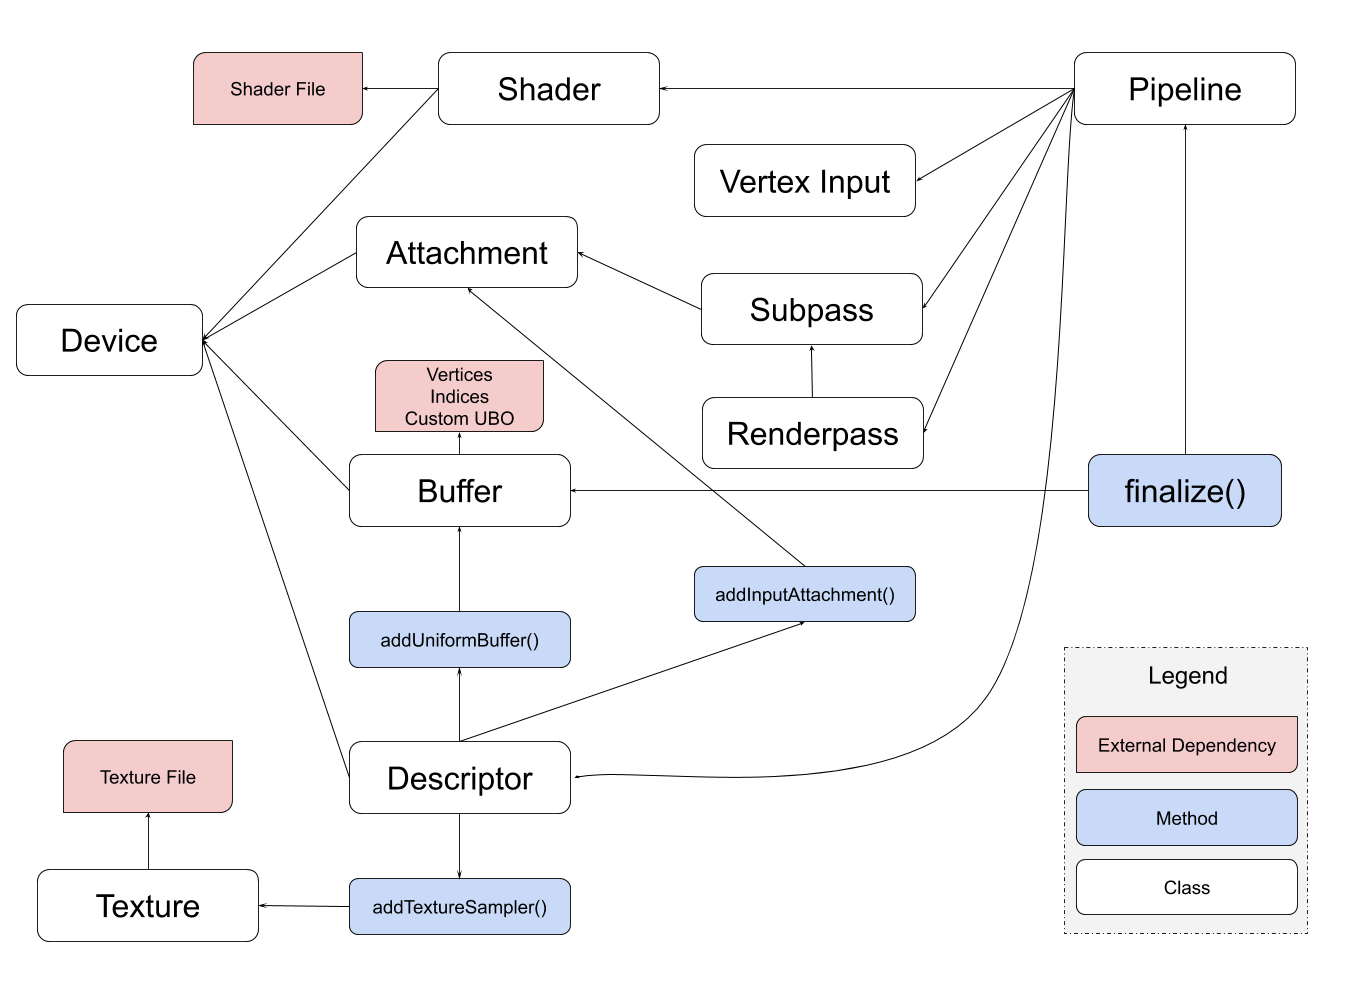 Shader File
Shader
Pipeline
Vertex Input
Attachment
Subpass
Device
Vertices
Indices
Custom UBO
Renderpass
Buffer
finalize()
addInputAttachment()
addUniformBuffer()
Descriptor
Texture File
Texture
addTextureSampler()
Legend
External Dependency
Method
Class